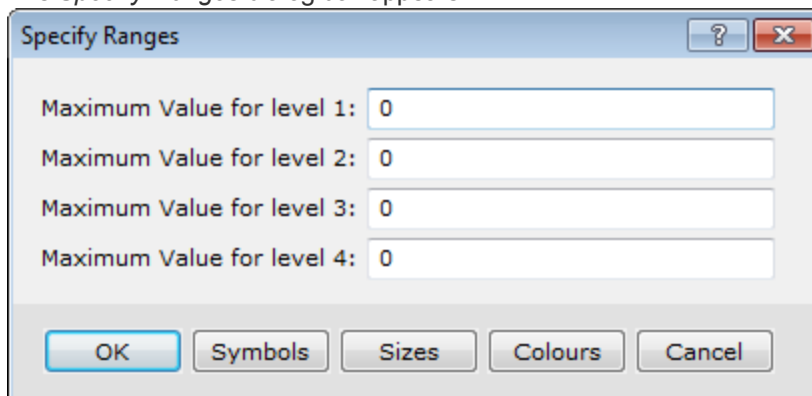 Specify Ranges
Maximum Value for level 1: 0
Maximum Value for level 2: 0
Maximum Value for level 3: 0
Maximum Value for level 4: 0
OK Symbols Sizes Colours Cancel